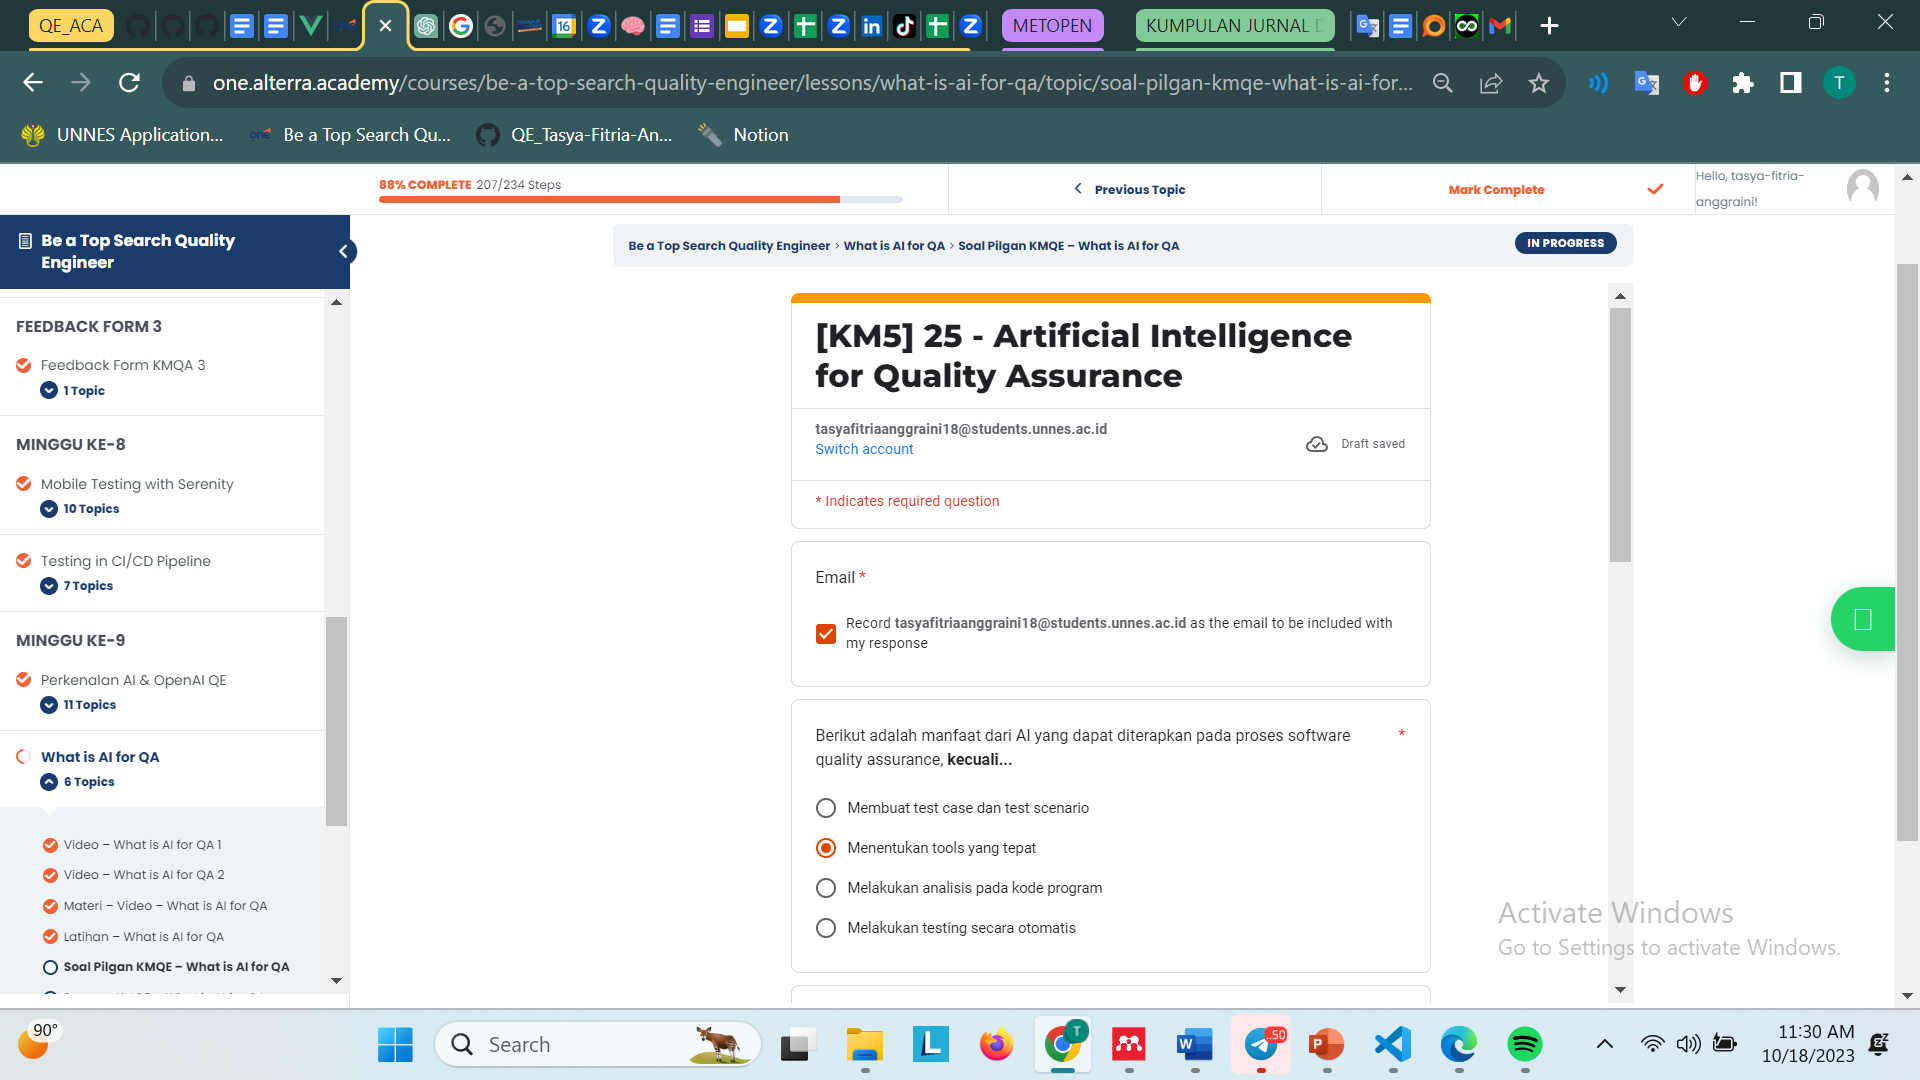 QE_ACA
METOPEN
KUMPULAN JURNAL
one.alterra.academy/courses/be-a-top-search-quality-engineer/lessons/what-is-ai-for-qa/topic/soal-pilgan-kmqe-what-is-ai-for...
T
UNNES Application...
Be a Top Search Qu...
QE_Tasya-Fitria-An...
Notion
88% COMPLETE 207/234 Steps
Previous Topic
Mark Complete
Hello, tasya-fitria-
anggraini!
Be a Top Search Quality
Engineer
Be a Top Search Quality Engineer > What is AI for QA > Soal Pilgan KMQE – What is AI for QA
IN PROGRESS
FEEDBACK FORM 3
Feedback Form KMQA 3
1 Topic
MINGGU KE-8
Mobile Testing with Serenity
10 Topics
Testing in CI/CD Pipeline
7 Topics
MINGGU KE-9
Perkenalan AI & OpenAI QE
11 Topics
What is AI for QA
6 Topics
Video – What is AI for QA 1
Video – What is AI for QA 2
Materi – Video – What is AI for QA
Latihan – What is AI for QA
Soal Pilgan KMQE – What is AI for QA
[KM5] 25 - Artificial Intelligence
for Quality Assurance
tasyafitriaanggraini18@students.unnes.ac.id
Switch account
Draft saved
* Indicates required question
Email *
Record tasyafitriaanggraini18@students.unnes.ac.id as the email to be included with
my response
Berikut adalah manfaat dari AI yang dapat diterapkan pada proses software *
quality assurance, kecuali...
Membuat test case dan test scenario
Menentukan tools yang tepat
Melakukan analisis pada kode program
Melakukan testing secara otomatis
Activate Windows
Go to Settings to activate Windows.
90°
Search
T
..50
11:30 AM
10/18/2023